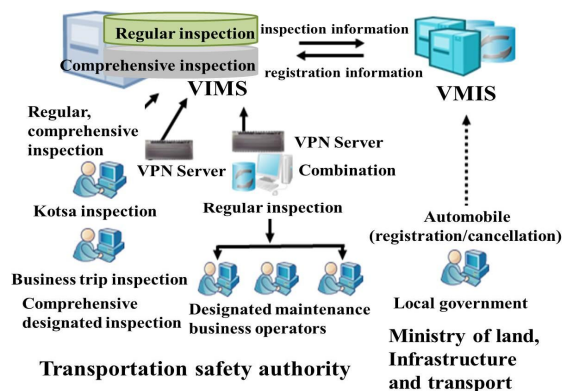 Regular inspection
Comprehensive inspection
VIMS
inspection information
registration information
VMIS
Regular,
comprehensive
inspection
VPN Server
VPN Server
Combination
Kotsa inspection
Regular inspection
Automobile
(registration/cancellation)
Business trip inspection
Comprehensive
designated inspection
Designated maintenance
business operators
Local government
Transportation safety authority
Ministry of land,
Infrastructure
and transport